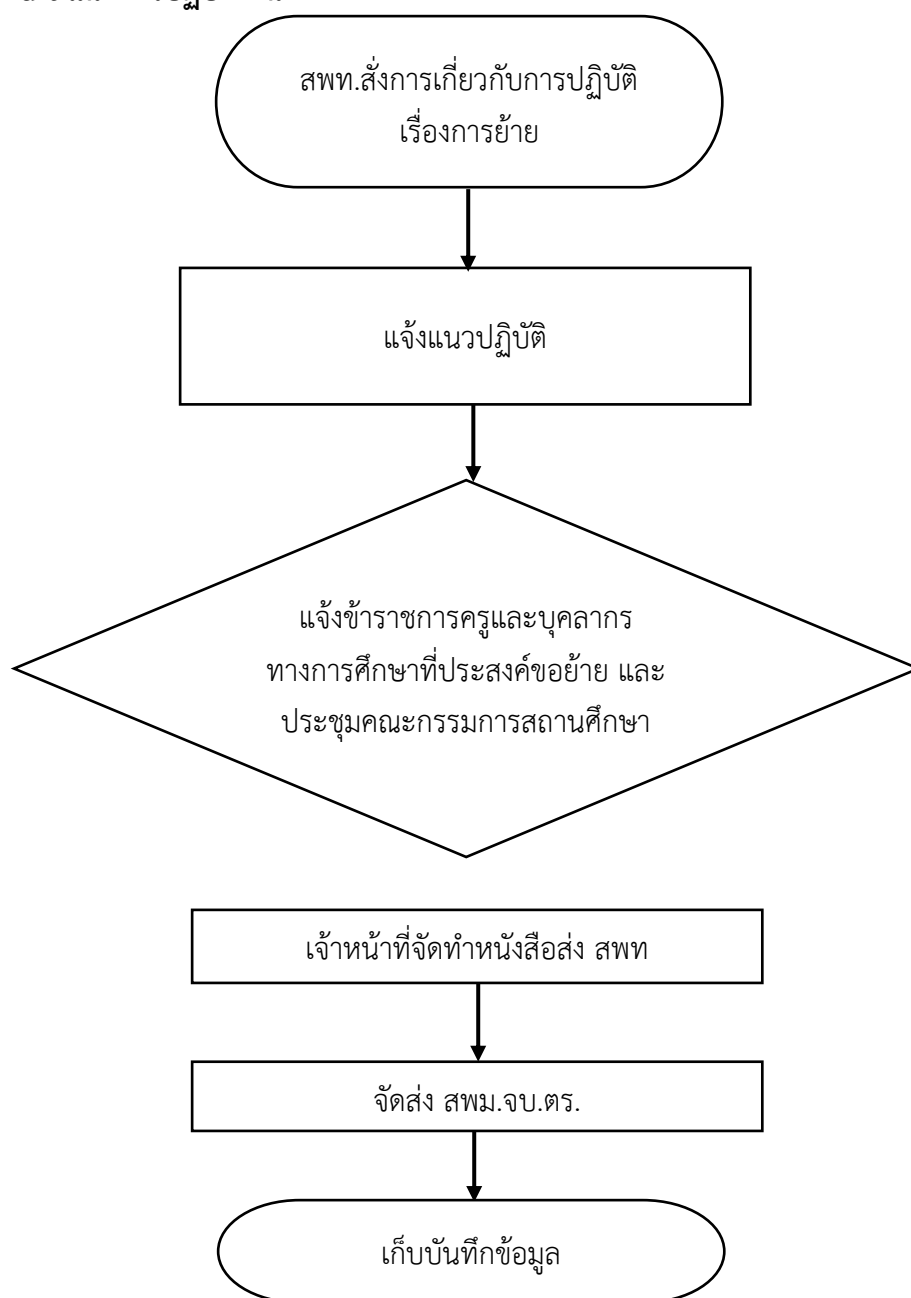 สพท.สั่งการเกี่ยวกับการปฏิบัติ
เรื่องการย้าย
แจ้งแนวปฏิบัติ
แจ้งข้าราชการครูและบุคลากร
ทางการศึกษาที่ประสงค์ขอย้าย และ
ประชุมคณะกรรมการสถานศึกษา
เจ้าหน้าที่จัดทำหนังสือส่ง สพท
จัดส่ง สพม.จบ.ตร.
เก็บบันทึกข้อมูล